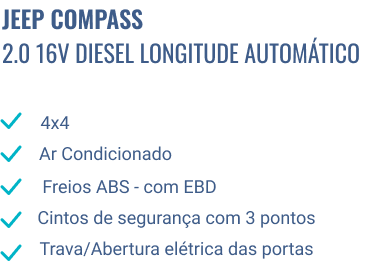 JEEP COMPASS
2.0 16V DIESEL LONGITUDE AUTOMÁTICO
4x4
Ar Condicionado
Freios ABS - com EBD
Cintos de segurança com 3 pontos
Trava/Abertura elétrica das portas